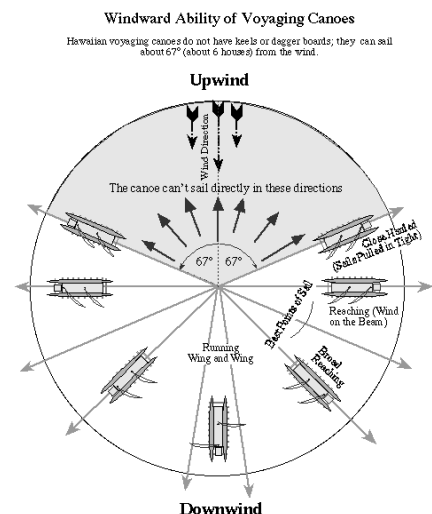 Windward Ability of Voyaging Canoes
Hawaiian voyaging canoes do not have keels or dagger boards; they can sail
about 67° (about 6 houses) from the wind.
Upwind
Wind Direction
The canoe can't sail directly in these directions
67° 67°
Close Hauled
(Sails Pulled in Tight)
Reaching (Wind
on the Beam)
Best Points of Sail
Broad
Reaching
Running
Wing and Wing
Downwind